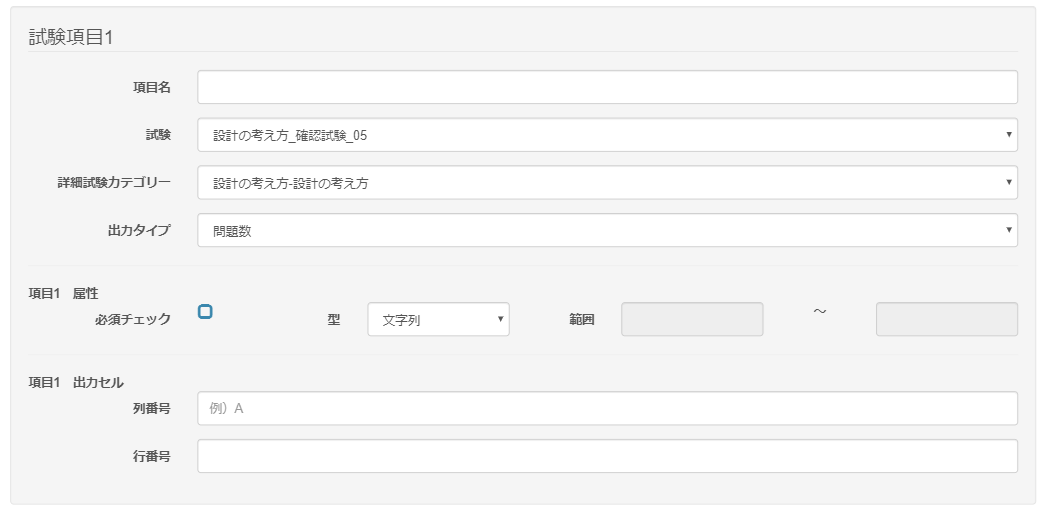 試験項目1
項目名
試験 設計の考え方_確認試験_05
詳細試験カテゴリー 設計の考え方-設計の考え方
出力タイプ 問題数
項目1 属性
必須チェック 型 文字列 範囲 ～
項目1 出力セル
列番号 例）A
行番号